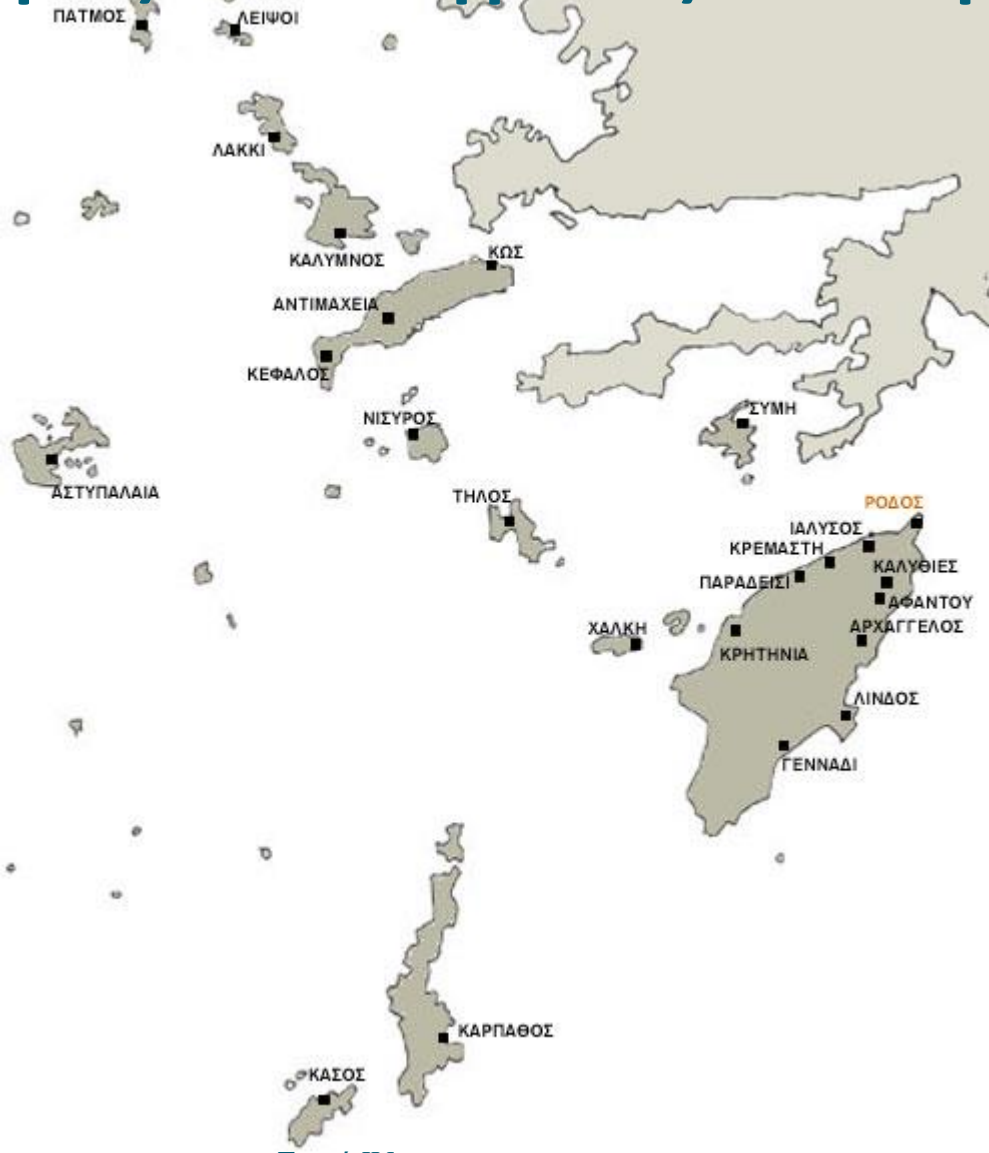 ΠΑΤΜΟΣ
ΛΕΙΨΟΙ
ΛΑΚΚΙ
ΚΑΛΥΜΝΟΣ
ΚΩΣ
ΑΝΤΙΜΑΧΕΙΑ
ΚΕΦΑΛΟΣ
ΝΙΣΥΡΟΣ
ΣΥΜΗ
ΑΣΤΥΠΑΛΑΙΑ
ΤΗΛΟΣ
ΡΟΔΟΣ
ΙΑΛΥΣΟΣ
ΚΡΕΜΑΣΤΗ
ΚΑΛΥΘΙΕΣ
ΠΑΡΑΔΕΙΣΙ
ΑΦΑΝΤΟΥ
ΧΑΛΚΗ
ΑΡΧΑΓΓΕΛΟΣ
ΚΡΗΤΗΝΙΑ
ΛΙΝΔΟΣ
ΓΕΝΝΑΔΙ
ΚΑΡΠΑΘΟΣ
ΚΑΣΟΣ